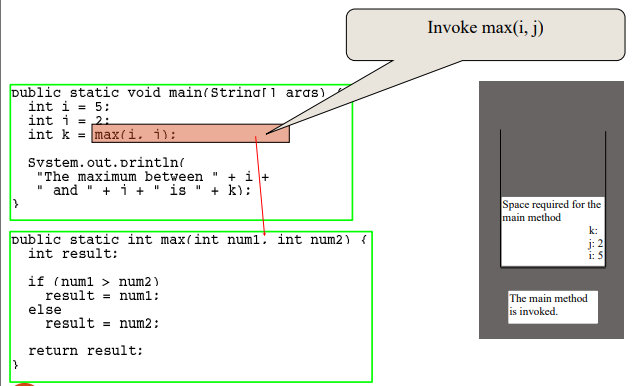 Invoke max(i, j)
public static void main(String[] args) {
int i = 5;
int j = 2;
int k = max(i, j);
System.out.println(
"The maximum between " + i +
" and " + j + " is " + k);
}
public static int max(int num1, int num2) {
int result;
if (num1 > num2)
result = num1;
else
result = num2;
return result;
}
Space required for the
main method
k:
j: 2
i: 5
The main method
is invoked.